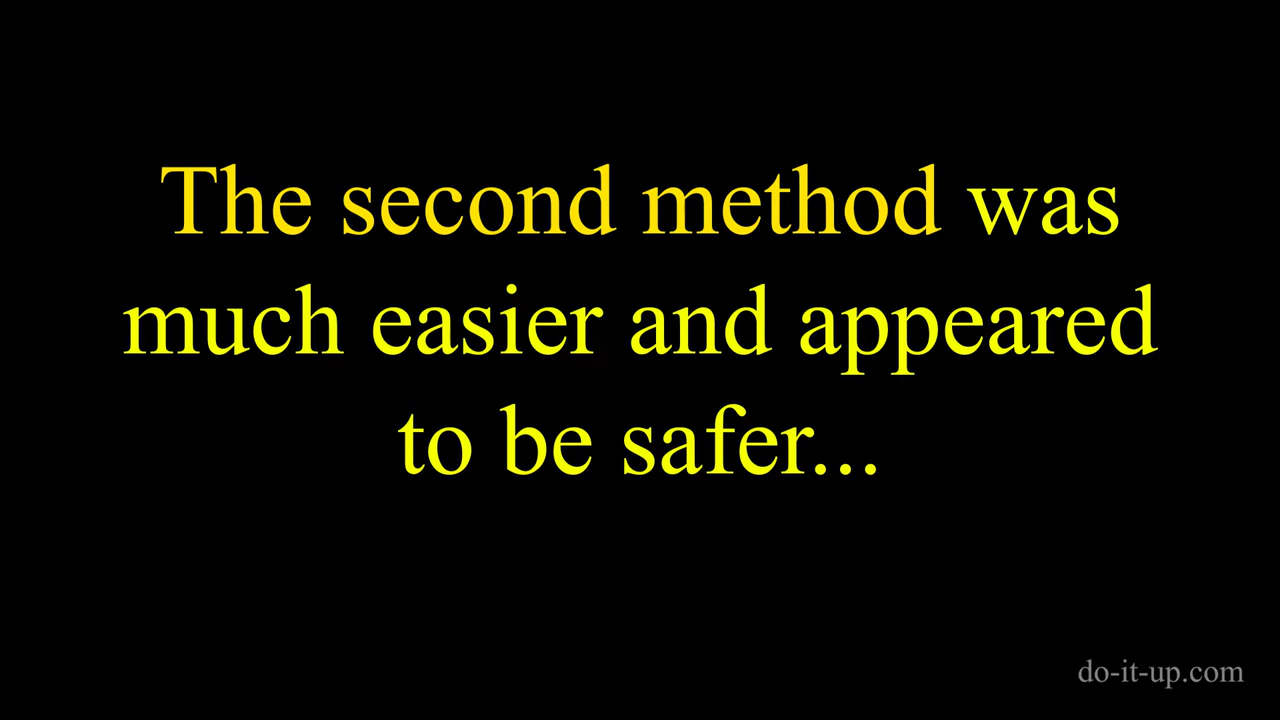 The second method was
much easier and appeared
to be safer...
do-it-up.com